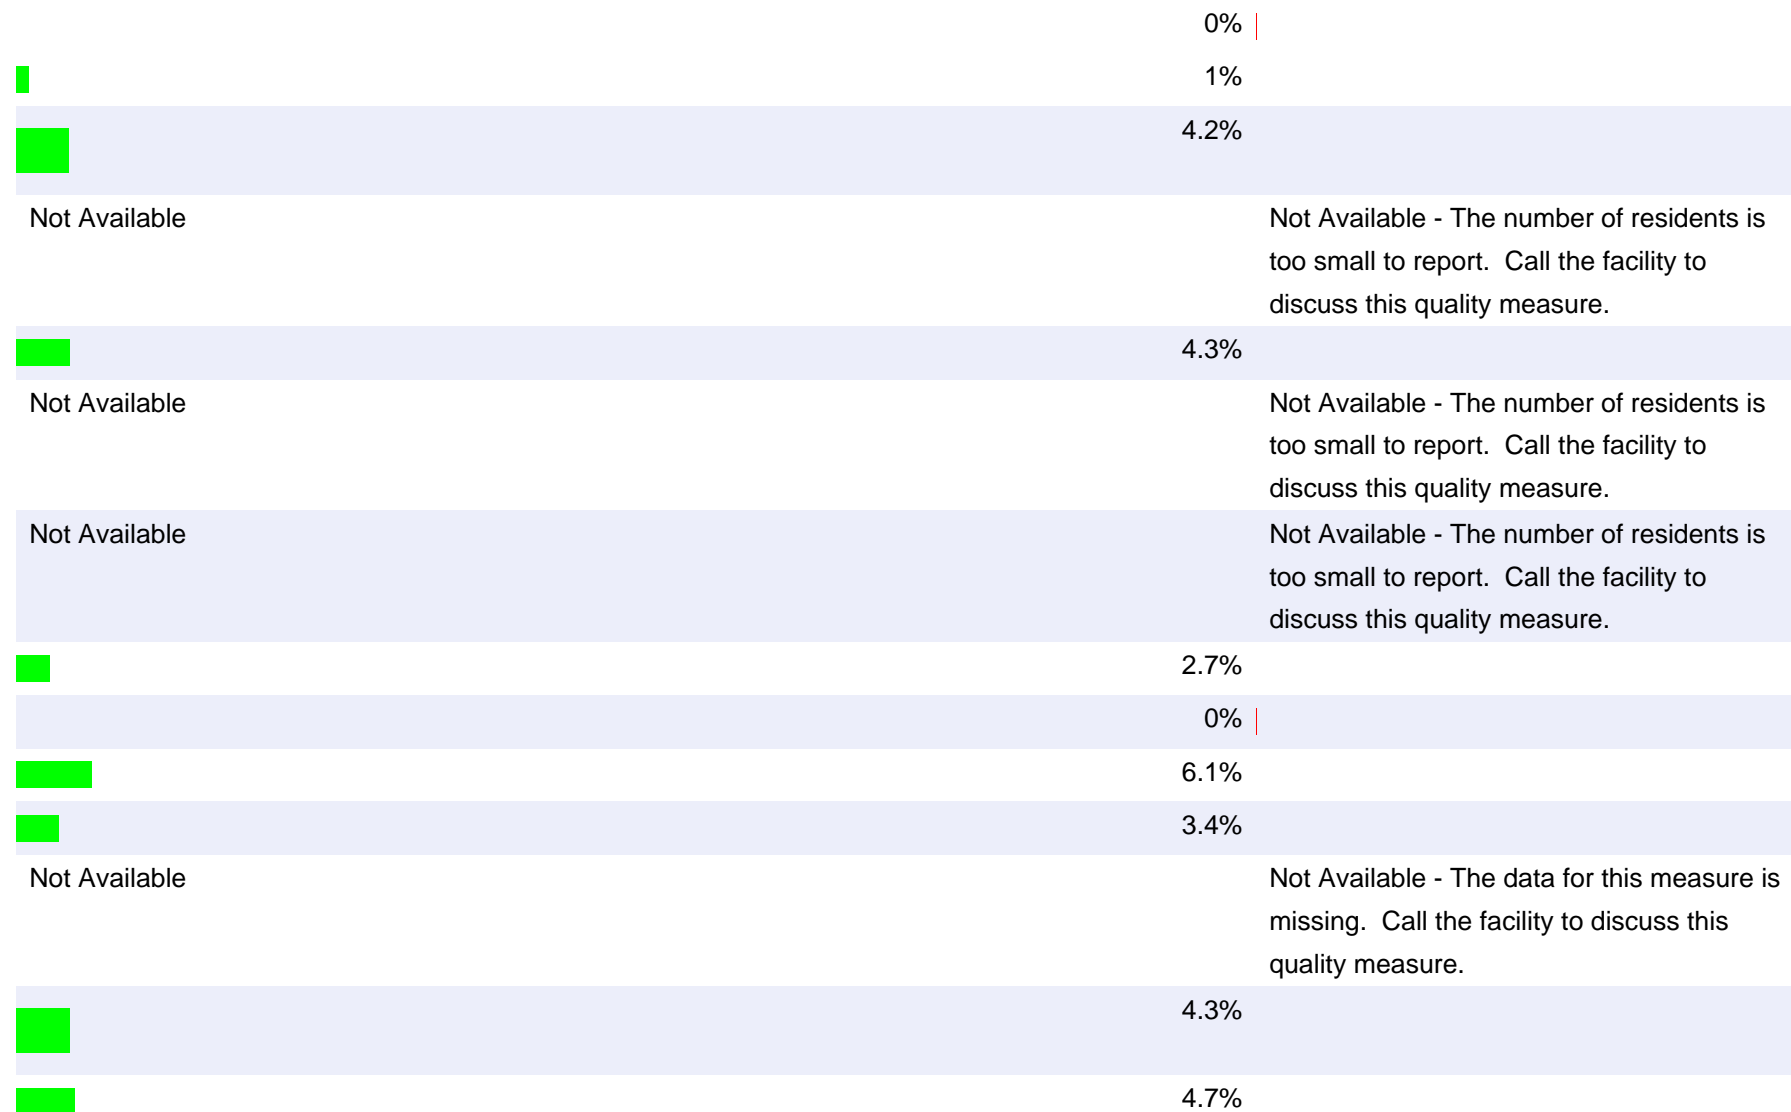 0%
1%
4.2%
Not Available
Not Available - The number of residents is
too small to report.  Call the facility to
discuss this quality measure.
4.3%
Not Available
Not Available - The number of residents is
too small to report.  Call the facility to
discuss this quality measure.
Not Available
Not Available - The number of residents is
too small to report.  Call the facility to
discuss this quality measure.
2.7%
0%
6.1%
3.4%
Not Available
Not Available - The data for this measure is
missing.  Call the facility to discuss this
quality measure.
4.3%
4.7%